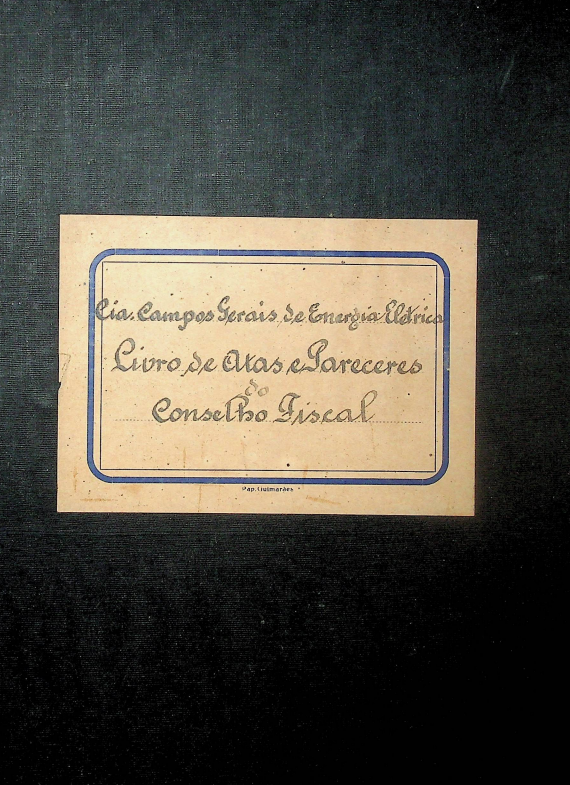 Cia. Campos Gerais de Energia Elétrica
Livro de Atas e Pareceres
do
Conselho Fiscal
Pap. Guimarães